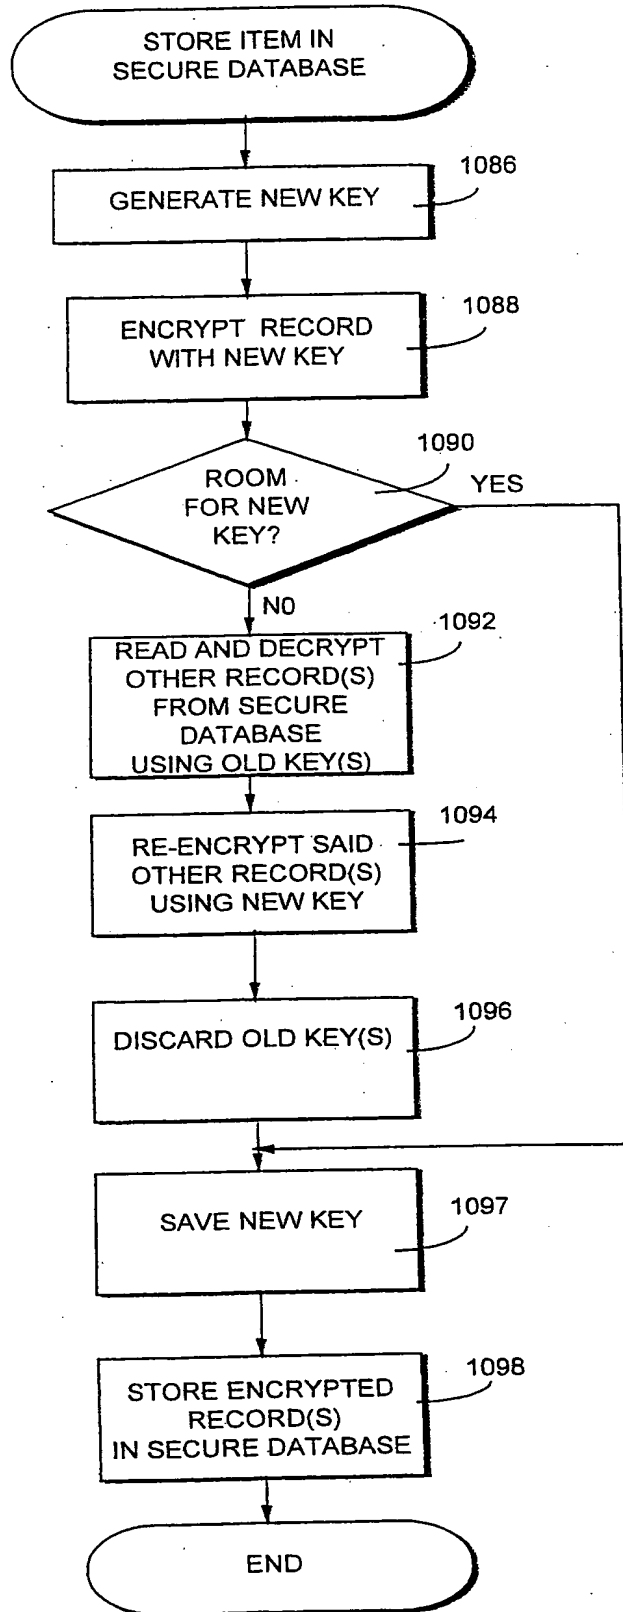 STORE ITEM IN
SECURE DATABASE
1086
GENERATE NEW KEY
1088
ENCRYPT RECORD
WITH NEW KEY
1090
ROOM
FOR NEW
KEY?
YES
NO
1092
READ AND DECRYPT
OTHER RECORD(S)
FROM SECURE
DATABASE
USING OLD KEY(S)
1094
RE-ENCRYPT SAID
OTHER RECORD(S)
USING NEW KEY
1096
DISCARD OLD KEY(S)
1097
SAVE NEW KEY
1098
STORE ENCRYPTED
RECORD(S)
IN SECURE DATABASE
END